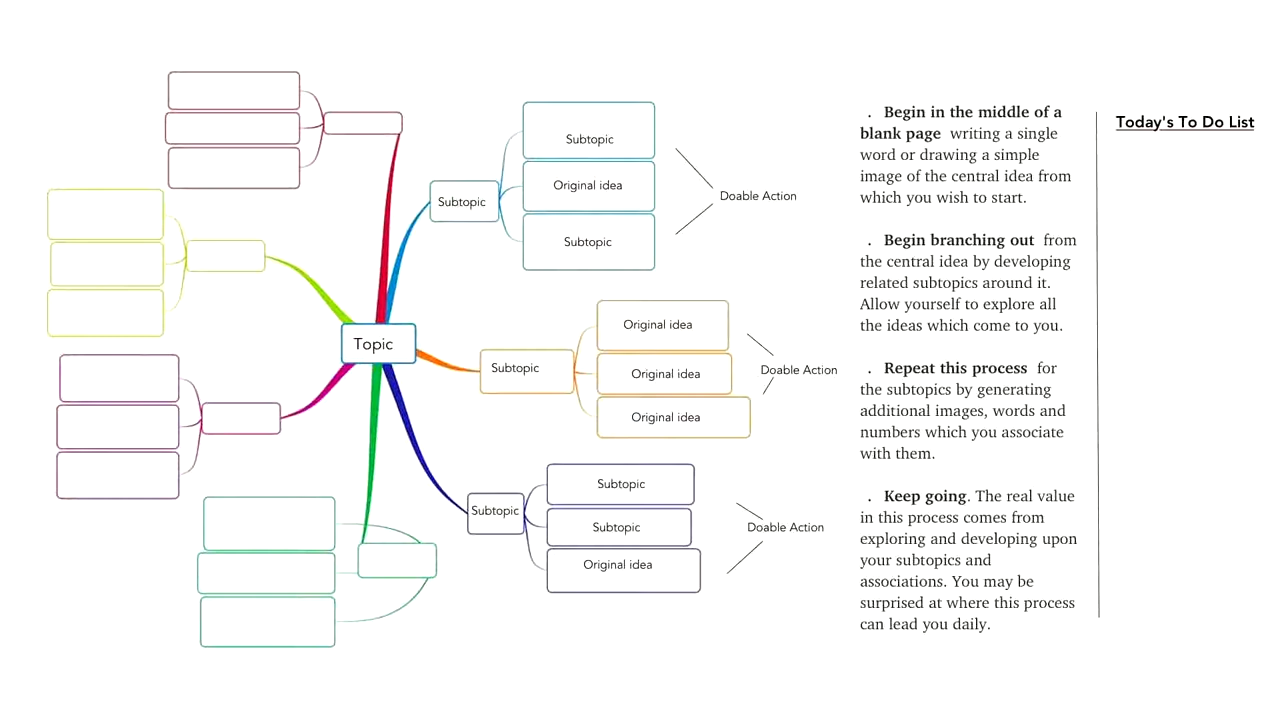 Topic
Subtopic
Subtopic
Original idea
Subtopic
Doable Action
Subtopic
Original idea
Original idea
Original idea
Doable Action
Subtopic
Subtopic
Subtopic
Original idea
Doable Action
. Begin in the middle of a
blank page writing a single
word or drawing a simple
image of the central idea from
which you wish to start.
. Begin branching out from
the central idea by developing
related subtopics around it.
Allow yourself to explore all
the ideas which come to you.
. Repeat this process for
the subtopics by generating
additional images, words and
numbers which you associate
with them.
. Keep going. The real value
in this process comes from
exploring and developing upon
your subtopics and
associations. You may be
surprised at where this process
can lead you daily.
Today's To Do List